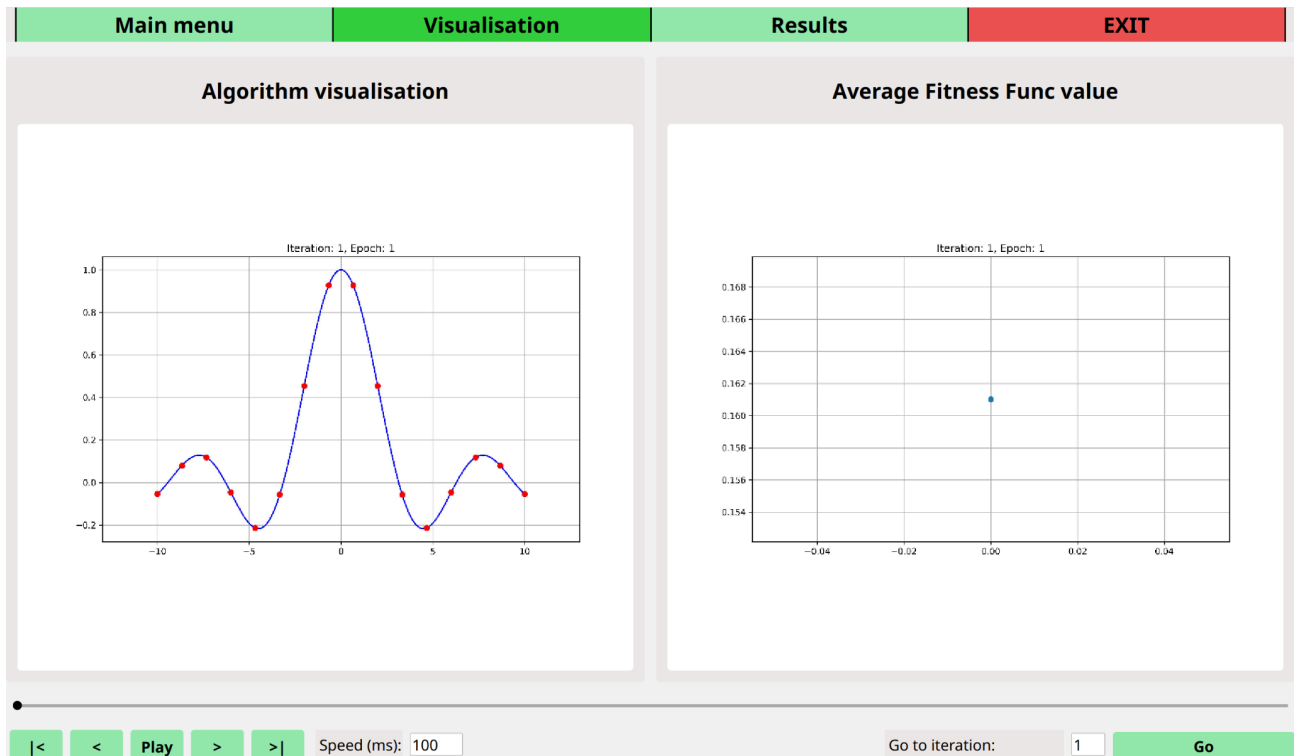 Main menu Visualisation Results EXIT
Algorithm visualisation
Iteration: 1, Epoch: 1
1.0
0.8
0.6
0.4
0.2
0.0
−0.2
−10 −5 0 5 10
Average Fitness Func value
Iteration: 1, Epoch: 1
0.168
0.166
0.164
0.162
0.160
0.158
0.156
0.154
−0.04 −0.02 0.00 0.02 0.04
|< < Play > >| Speed (ms): 100 Go to iteration: 1 Go